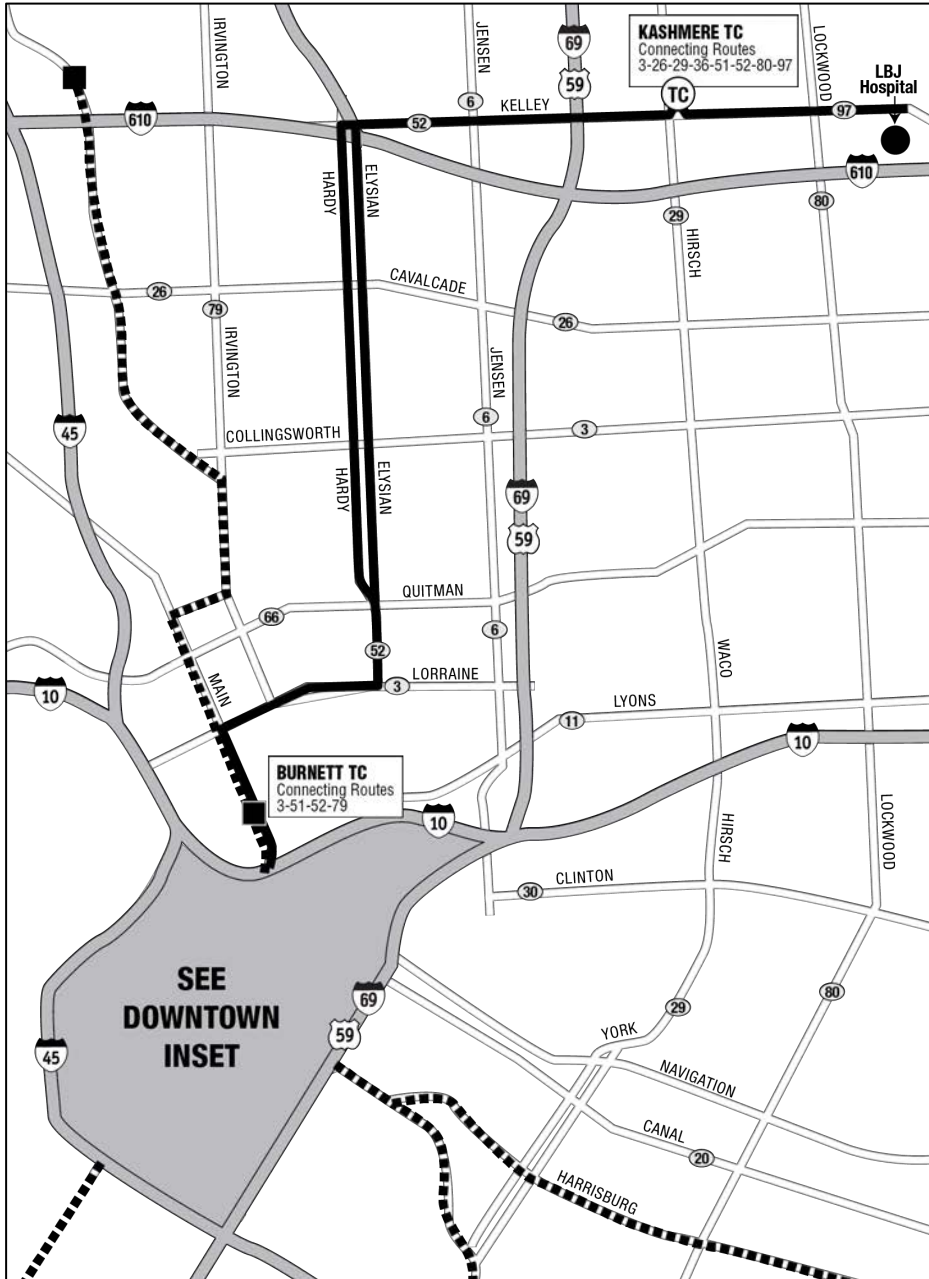 IRVINGTON
JENSEN
69
59
KASHMERE TC
Connecting Routes
3-26-29-36-51-52-80-97
LOCKWOOD
LBJ
Hospital
6
TC
KELLEY
610
52
97
610
HARDY
ELYSIAN
80
29
HIRSCH
CAVALCADE
26
79
26
IRVINGTON
JENSEN
6
45
COLLINGSWORTH
3
HARDY
ELYSIAN
69
59
QUITMAN
66
6
52
WACO
10
MAIN
3
LORRAINE
LYONS
11
10
BURNETT TC
Connecting Routes
3-51-52-79
10
HIRSCH
LOCKWOOD
CLINTON
30
SEE
DOWNTOWN
INSET
69
59
45
80
29
YORK
NAVIGATION
CANAL
20
HARRISBURG